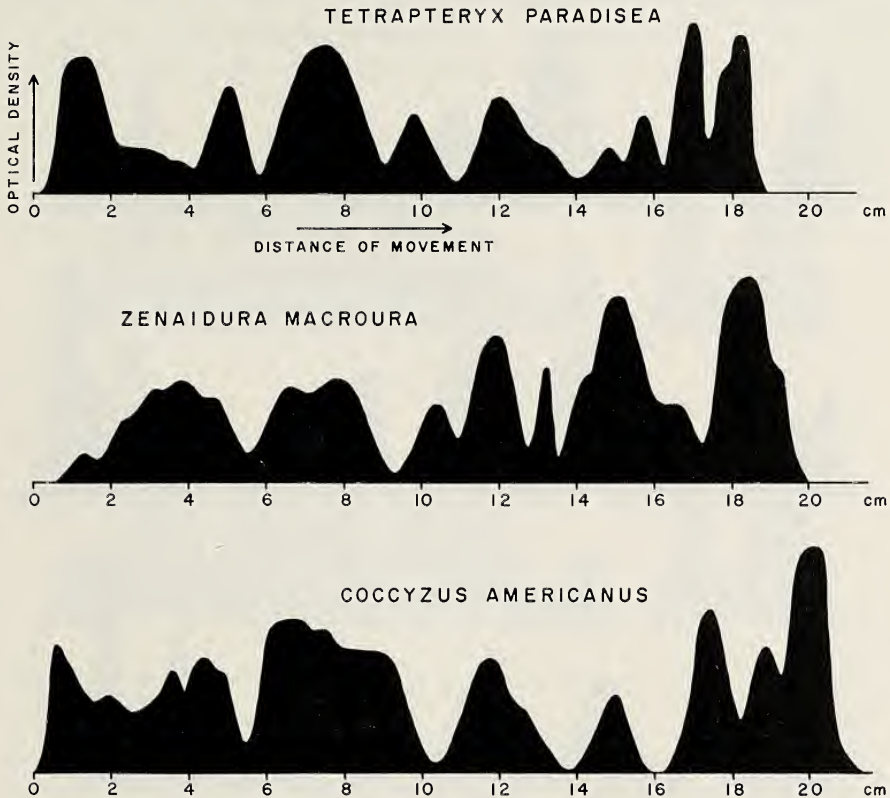 TETRAPTERYX PARADISEA
OPTICAL DENSITY
0 2 4 6 8 10 12 14 16 18 20 cm
DISTANCE OF MOVEMENT
ZENAIDURA MACROURA
0 2 4 6 8 10 12 14 16 18 20 cm
COCCYZUS AMERICANUS
0 2 4 6 8 10 12 14 16 18 20 cm